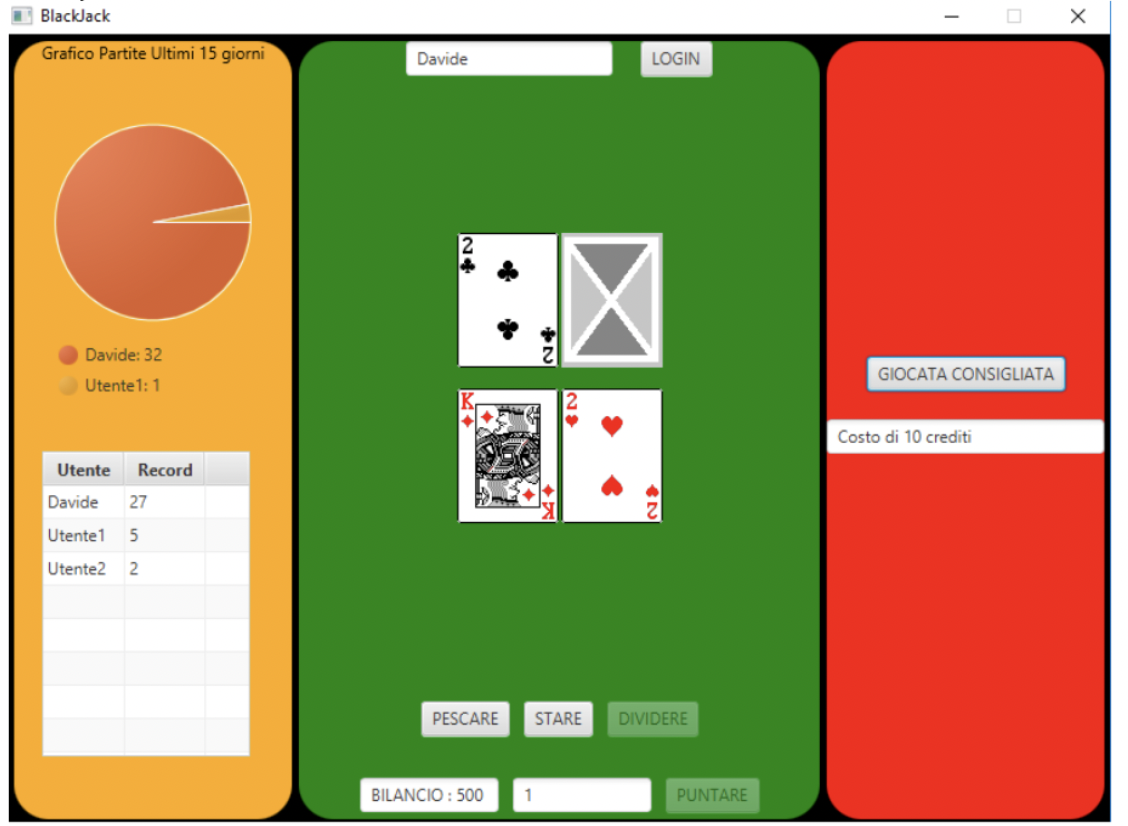 BlackJack
Grafico Partite Ultimi 15 giorni
Davide: 32
Utente1: 1
Utente Record
Davide 27
Utente1 5
Utente2 2
Davide LOGIN
2
2
K 2
K 2
PESCARE STARE DIVIDERE
BILANCIO : 500 1 PUNTARE
GIOCATA CONSIGLIATA
Costo di 10 crediti